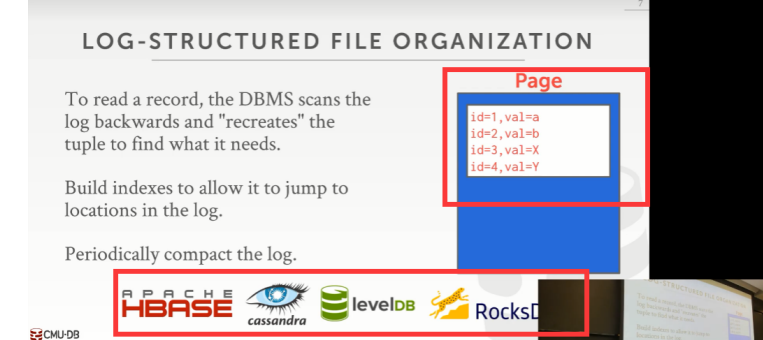 7
LOG-STRUCTURED FILE ORGANIZATION
Page
To read a record, the DBMS scans the
log backwards and "recreates" the
tuple to find what it needs.
id=1,val=a
id=2,val=b
id=3,val=X
id=4,val=Y
Build indexes to allow it to jump to
locations in the log.
Periodically compact the log.
APACHE
HBASE
cassandra
levelDB
RocksD
CMU·DB